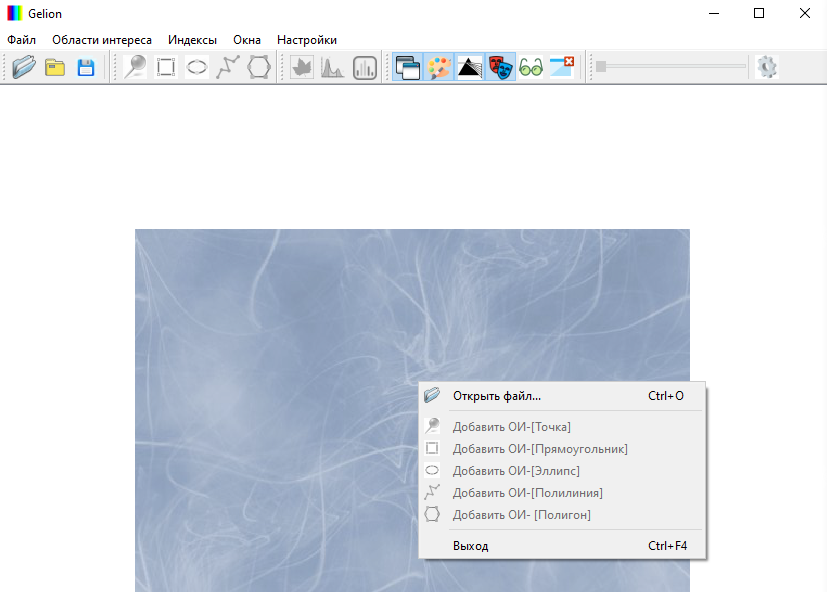 Gelion
Файл Области интереса Индексы Окна Настройки
Открыть файл... Ctrl+O
Добавить ОИ-[Точка]
Добавить ОИ-[Прямоугольник]
Добавить ОИ-[Эллипс]
Добавить ОИ-[Полилиния]
Добавить ОИ- [Полигон]
Выход Ctrl+F4